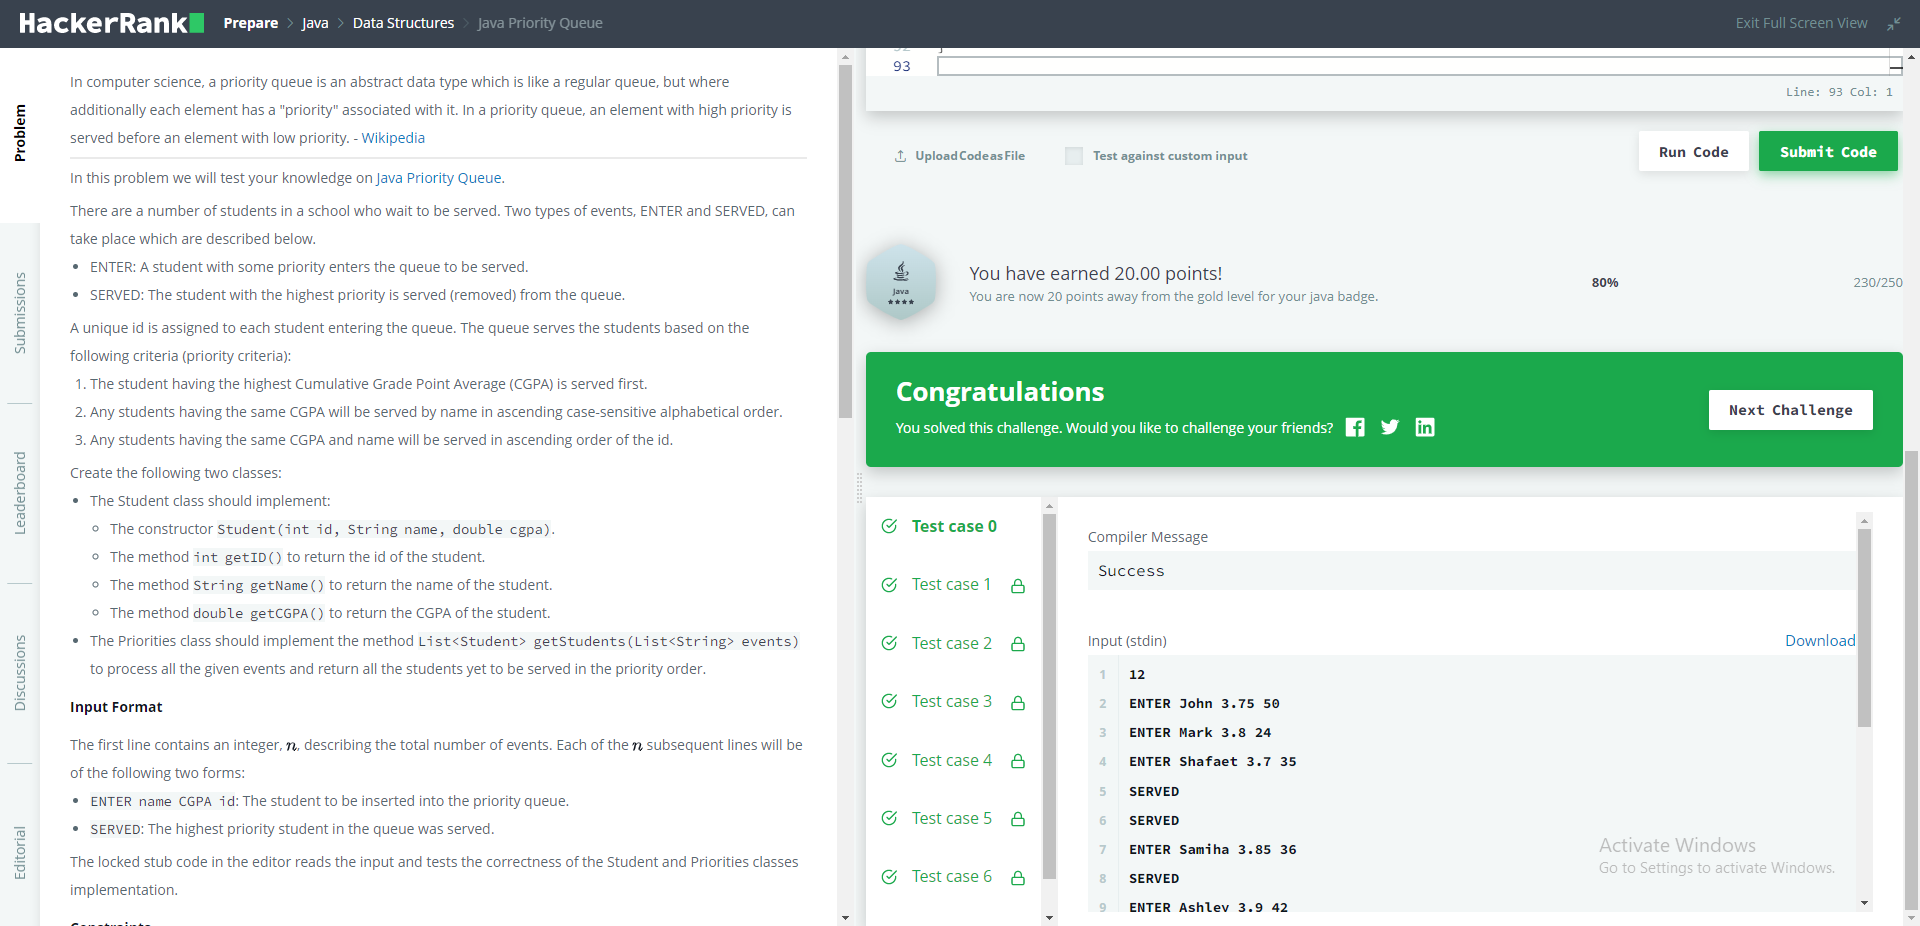 HackerRank
Prepare > Java > Data Structures > Java Priority Queue
Exit Full Screen View
Problem
Submissions
Leaderboard
Discussions
Editorial
In computer science, a priority queue is an abstract data type which is like a regular queue, but where
additionally each element has a "priority" associated with it. In a priority queue, an element with high priority is
served before an element with low priority. - Wikipedia
In this problem we will test your knowledge on Java Priority Queue.
There are a number of students in a school who wait to be served. Two types of events, ENTER and SERVED, can
take place which are described below.
• ENTER: A student with some priority enters the queue to be served.
• SERVED: The student with the highest priority is served (removed) from the queue.
A unique id is assigned to each student entering the queue. The queue serves the students based on the
following criteria (priority criteria):
1. The student having the highest Cumulative Grade Point Average (CGPA) is served first.
2. Any students having the same CGPA will be served by name in ascending case-sensitive alphabetical order.
3. Any students having the same CGPA and name will be served in ascending order of the id.
Create the following two classes:
• The Student class should implement:
◦ The constructor Student(int id, String name, double cgpa).
◦ The method int getID() to return the id of the student.
◦ The method String getName() to return the name of the student.
◦ The method double getCGPA() to return the CGPA of the student.
• The Priorities class should implement the method List<Student> getStudents(List<String> events)
to process all the given events and return all the students yet to be served in the priority order.
Input Format
The first line contains an integer, n, describing the total number of events. Each of the n subsequent lines will be
of the following two forms:
• ENTER name CGPA id: The student to be inserted into the priority queue.
• SERVED: The highest priority student in the queue was served.
The locked stub code in the editor reads the input and tests the correctness of the Student and Priorities classes
implementation.
Constraints
92 }
93
Line: 93 Col: 1
Upload Code as File
Test against custom input
Run Code
Submit Code
Java
You have earned 20.00 points!
You are now 20 points away from the gold level for your java badge.
80%
230/250
Congratulations
You solved this challenge. Would you like to challenge your friends?
Next Challenge
Test case 0
Test case 1
Test case 2
Test case 3
Test case 4
Test case 5
Test case 6
Compiler Message
Success
Input (stdin)
Download
1 12
2 ENTER John 3.75 50
3 ENTER Mark 3.8 24
4 ENTER Shafaet 3.7 35
5 SERVED
6 SERVED
7 ENTER Samiha 3.85 36
8 SERVED
9 ENTER Ashley 3.9 42
Activate Windows
Go to Settings to activate Windows.